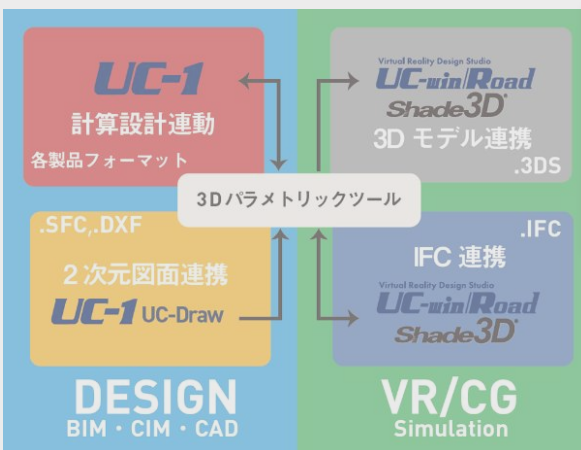 UC-1
計算設計連動
各製品フォーマット
Virtual Reality Design Studio
UC-win/Road
Shade3D
3Dモデル連携
.3DS
3Dパラメトリックツール
.SFC,.DXF
2次元図面連携
UC-1 UC-Draw
.IFC
IFC 連携
Virtual Reality Design Studio
UC-win/Road
Shade3D
DESIGN
BIM・CIM・CAD
VR/CG
Simulation